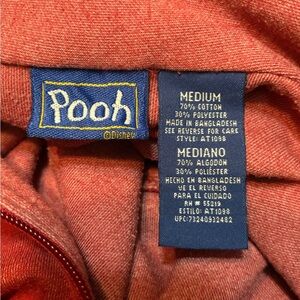 Pooh
©Disney
MEDIUM
70% COTTON
30% POLYESTER
MADE IN BANGLADESH
SEE REVERSE FOR CARE
STYLE: AT1098
MEDIANO
70% ALGODON
30% POLIÉSTER
HECHO EN BANGLADESH
VE EL REVERSO
PARA EL CUIDADO
RN # 55219
ESTILO: AT1098
UPC:73240932482